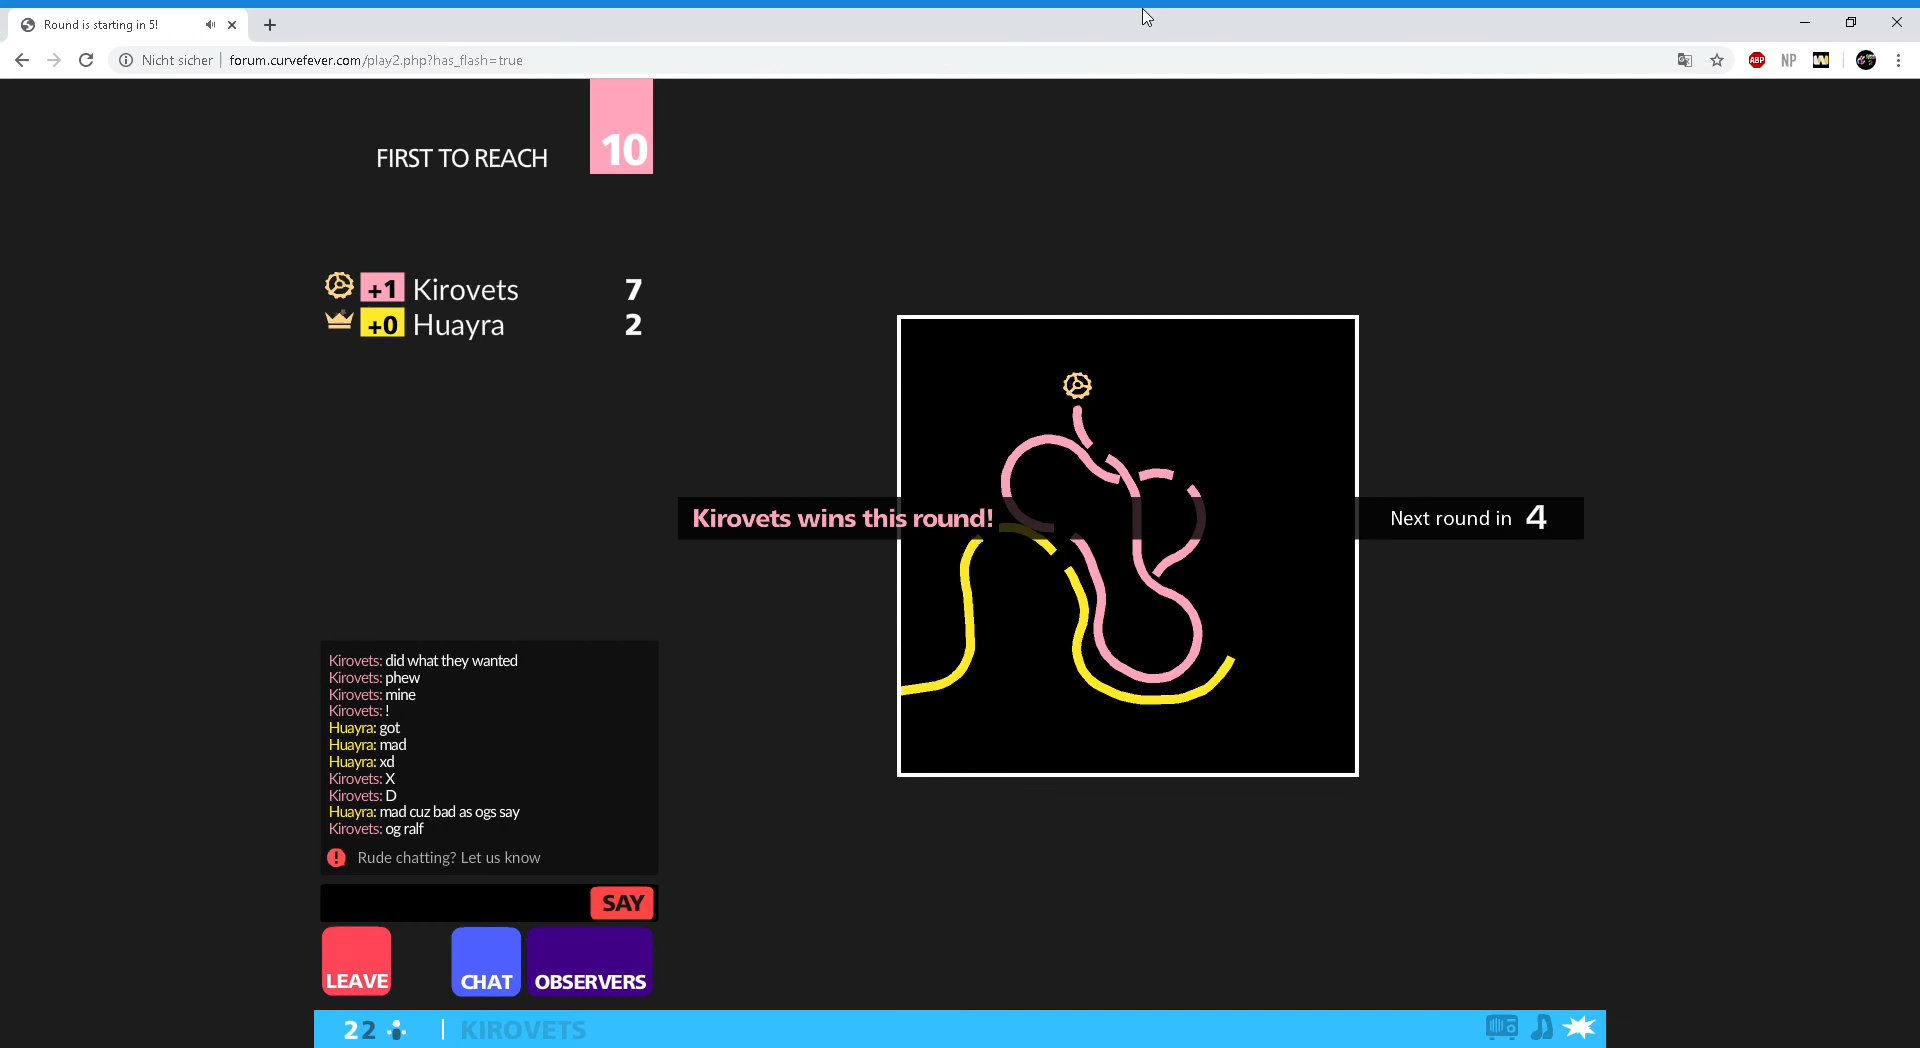 Round is starting in 5!
Nicht sicher forum.curvefever.com/play2.php?has_flash=true
ABP NP W
10
FIRST TO REACH
+1 Kirovets 7
+0 Huayra 2
Kirovets wins this round! Next round in 4
Kirovets: did what they wanted
Kirovets: phew
Kirovets: mine
Kirovets: !
Huayra: got
Huayra: mad
Huayra: xd
Kirovets: X
Kirovets: D
Huayra: mad cuz bad as ogs say
Kirovets: og ralf
Rude chatting? Let us know
SAY
LEAVE CHAT OBSERVERS
22 KIROVETS